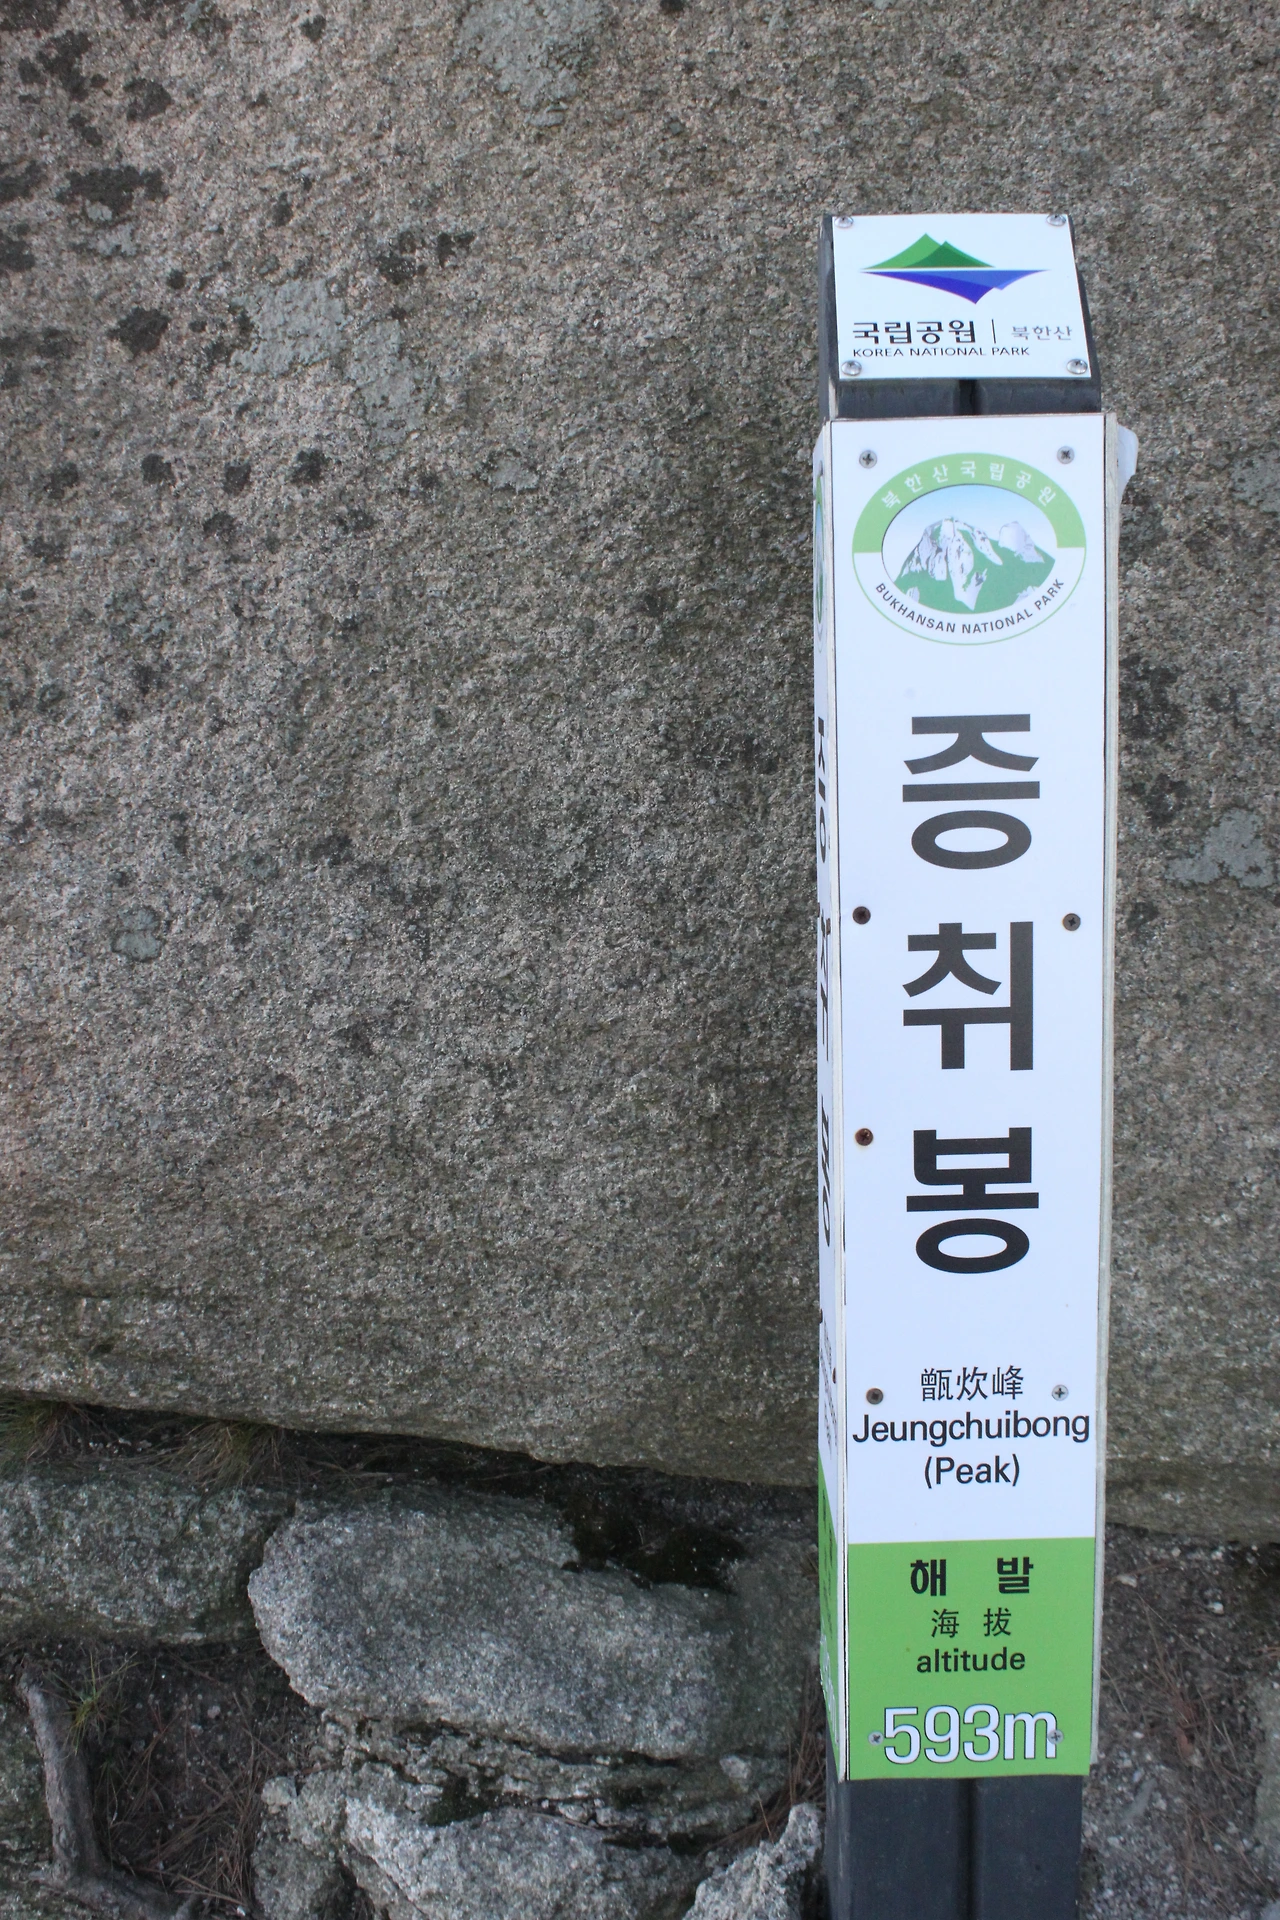 국립공원 | 북한산
KOREA NATIONAL PARK
북한산국립공원
BUKHANSAN NATIONAL PARK
증
취
봉
甑炊峰
Jeungchuibong
(Peak)
해 발
海 拔
altitude
593m